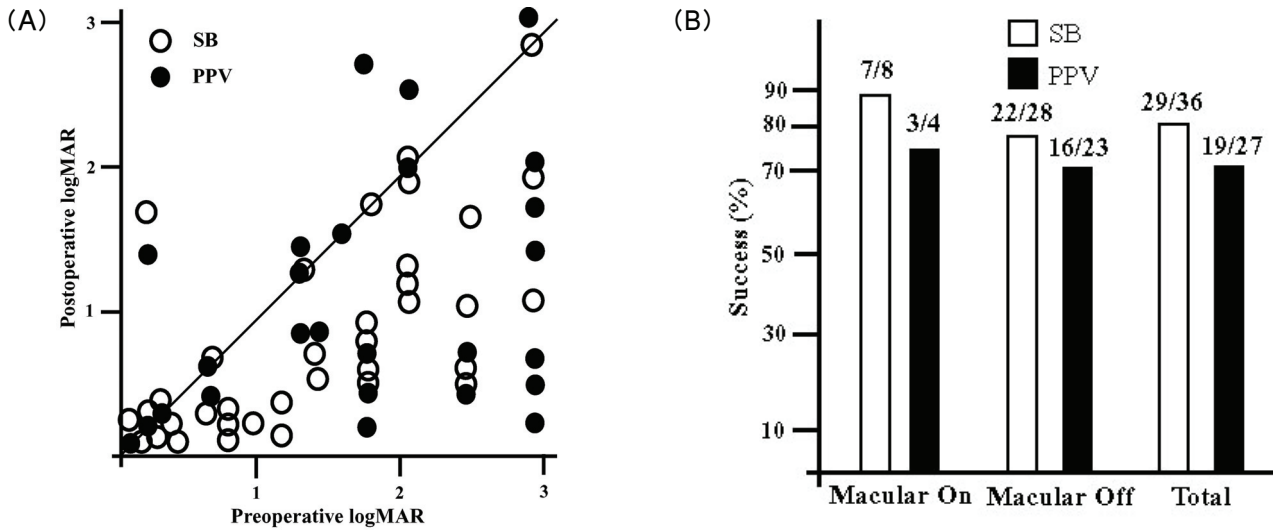 (A)
3
SB
PPV
2
1
Postoperative logMAR
1
2
3
Preoperative logMAR
(B)
SB
PPV
7/8
3/4
22/28
16/23
29/36
19/27
90
80
70
50
30
10
Success (%)
Macular On
Macular Off
Total